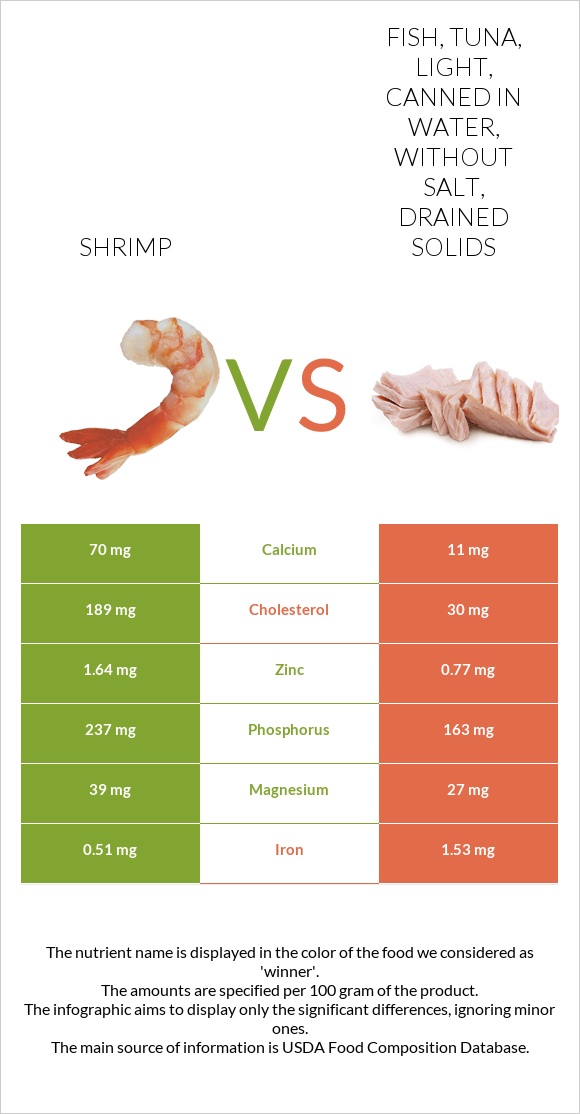 FISH, TUNA,
LIGHT,
CANNED IN
WATER,
WITHOUT
SALT,
DRAINED
SOLIDS
SHRIMP
VS
70 mg Calcium 11 mg
189 mg Cholesterol 30 mg
1.64 mg Zinc 0.77 mg
237 mg Phosphorus 163 mg
39 mg Magnesium 27 mg
0.51 mg Iron 1.53 mg
The nutrient name is displayed in the color of the food we considered as
'winner'.
The amounts are specified per 100 gram of the product.
The infographic aims to display only the significant differences, ignoring minor
ones.
The main source of information is USDA Food Composition Database.